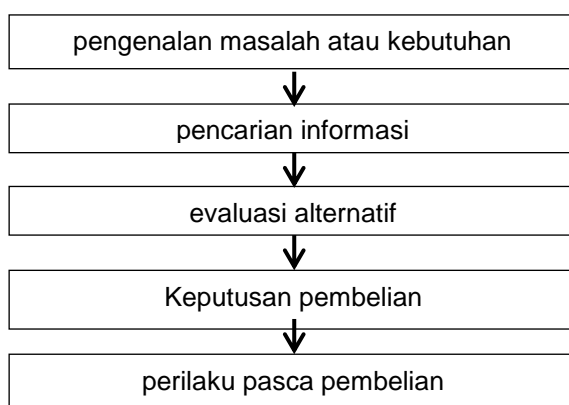 pengenalan masalah atau kebutuhan
pencarian informasi
evaluasi alternatif
Keputusan pembelian
perilaku pasca pembelian